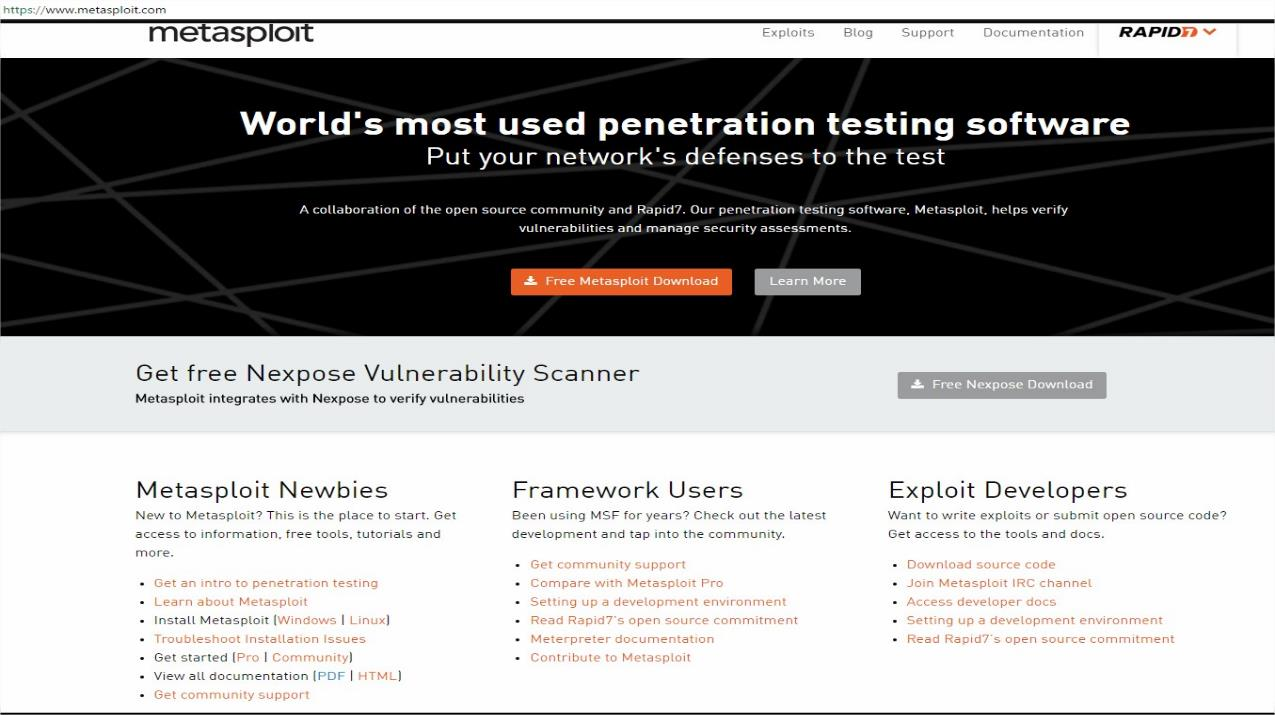 https://www.metasploit.com
metasploit
Exploits Blog Support Documentation RAPID7
World's most used penetration testing software
Put your network's defenses to the test
A collaboration of the open source community and Rapid7. Our penetration testing software, Metasploit, helps verify
vulnerabilities and manage security assessments.
Free Metasploit Download Learn More
Get free Nexpose Vulnerability Scanner
Metasploit integrates with Nexpose to verify vulnerabilities
Free Nexpose Download
Metasploit Newbies
New to Metasploit? This is the place to start. Get
access to information, free tools, tutorials and
more.
• Get an intro to penetration testing
• Learn about Metasploit
• Install Metasploit (Windows | Linux)
• Troubleshoot Installation Issues
• Get started (Pro | Community)
• View all documentation (PDF | HTML)
• Get community support
Framework Users
Been using MSF for years? Check out the latest
development and tap into the community.
• Get community support
• Compare with Metasploit Pro
• Setting up a development environment
• Read Rapid7's open source commitment
• Meterpreter documentation
• Contribute to Metasploit
Exploit Developers
Want to write exploits or submit open source code?
Get access to the tools and docs.
• Download source code
• Join Metasploit IRC channel
• Access developer docs
• Setting up a development environment
• Read Rapid7's open source commitment